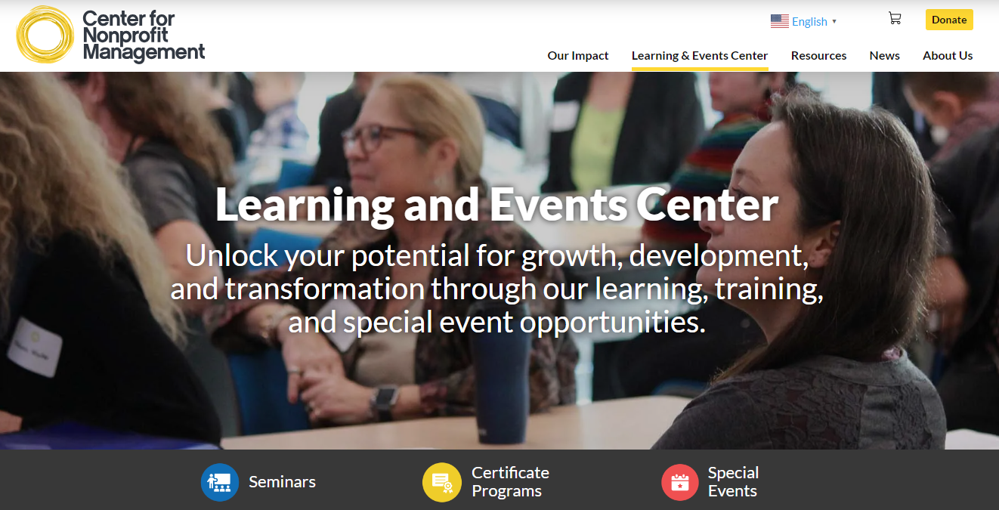 Center for
Nonprofit
Management
English ▼
Donate
Our Impact
Learning & Events Center
Resources
News
About Us
Learning and Events Center
Unlock your potential for growth, development,
and transformation through our learning, training,
and special event opportunities.
Seminars
Certificate
Programs
Special
Events